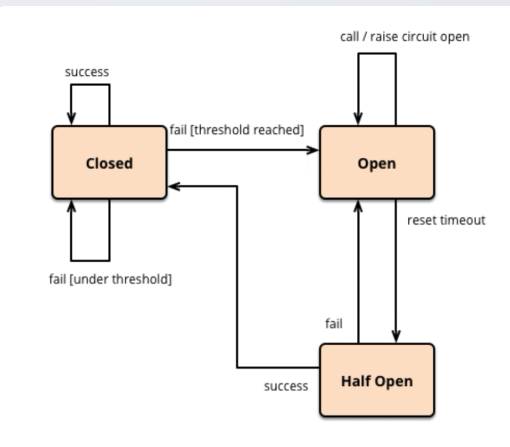 call / raise circuit open
success
fail [threshold reached]
Closed
Open
reset timeout
fail [under threshold]
fail
Half Open
success